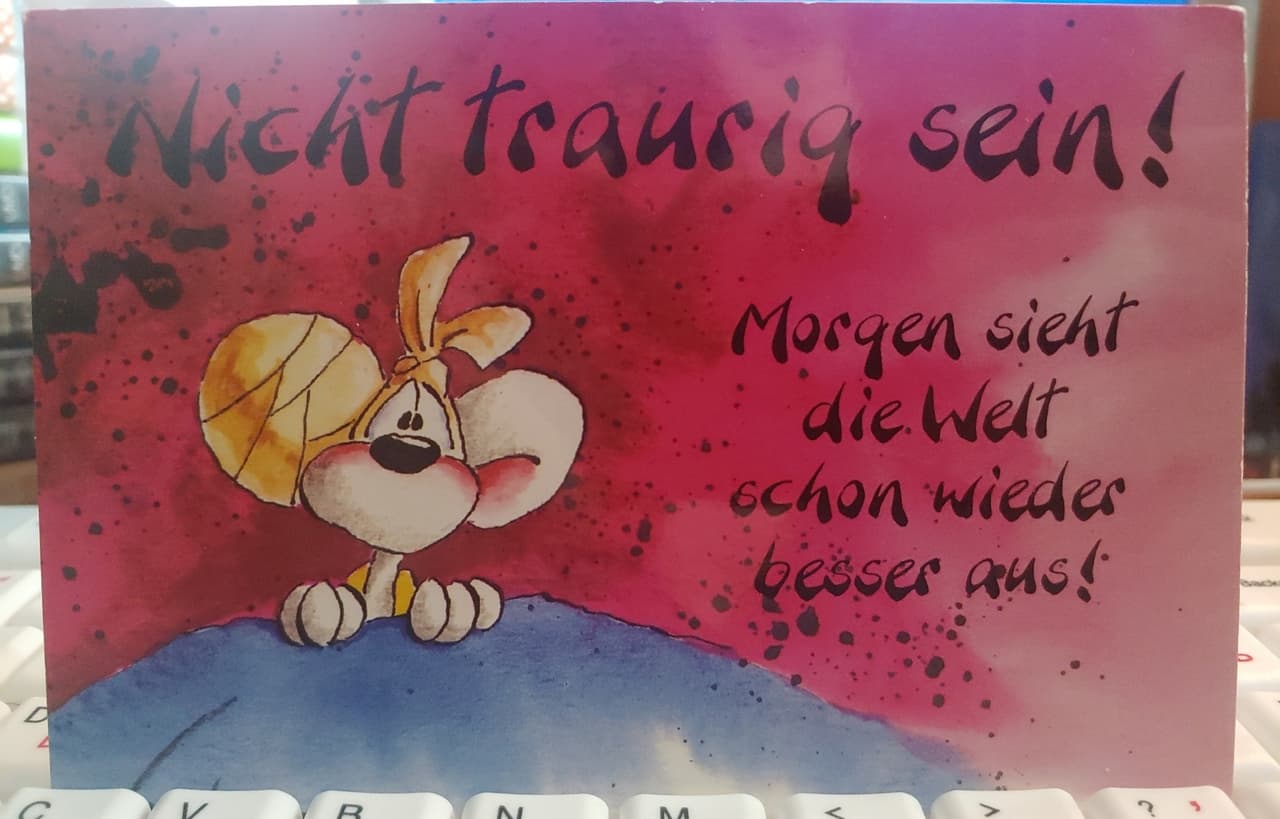 Nicht traurig sein!
Morgen sieht
die Welt
schon wieder
besser aus!
D
C V B N M < > ? ,